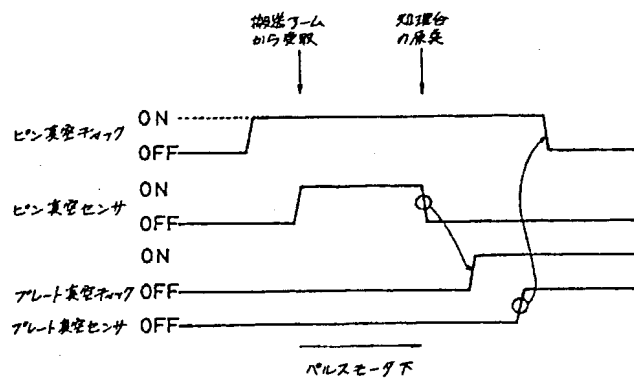 搬送アーム
から受取
処理台
の原点
ピン真空チャック
ON
OFF
ピン真空センサ
ON
OFF
ON
プレート真空チャック OFF
プレート真空センサ OFF
パルスモータ下